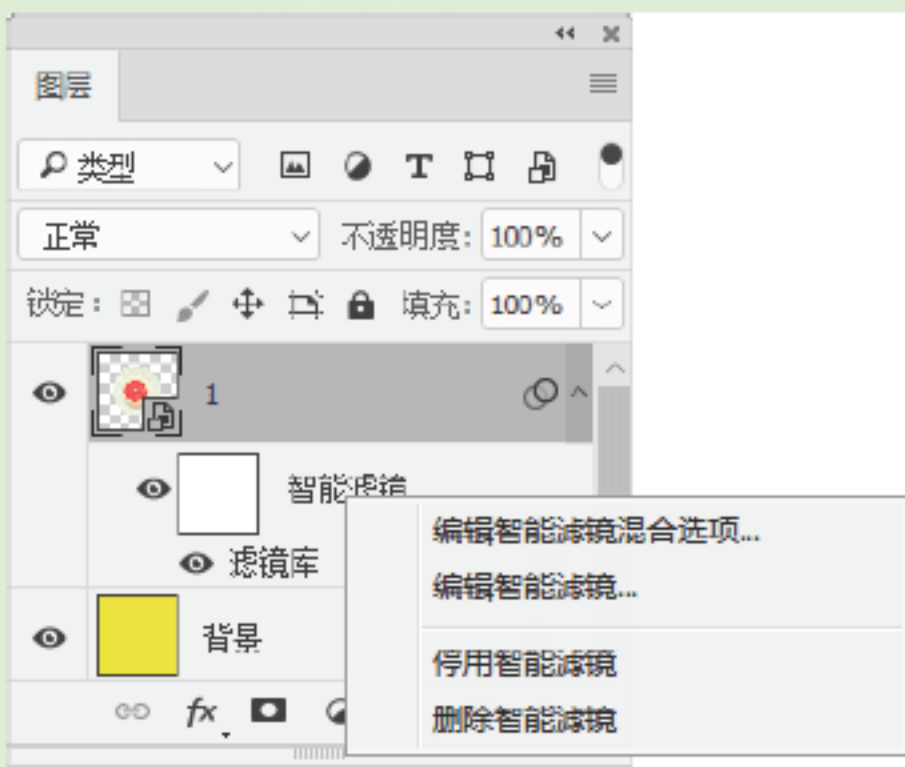 图层
类型
正常 不透明度: 100%
锁定: 填充: 100%
1
智能滤镜
编辑智能滤镜混合选项...
滤镜库
编辑智能滤镜...
背景
停用智能滤镜
fx
删除智能滤镜